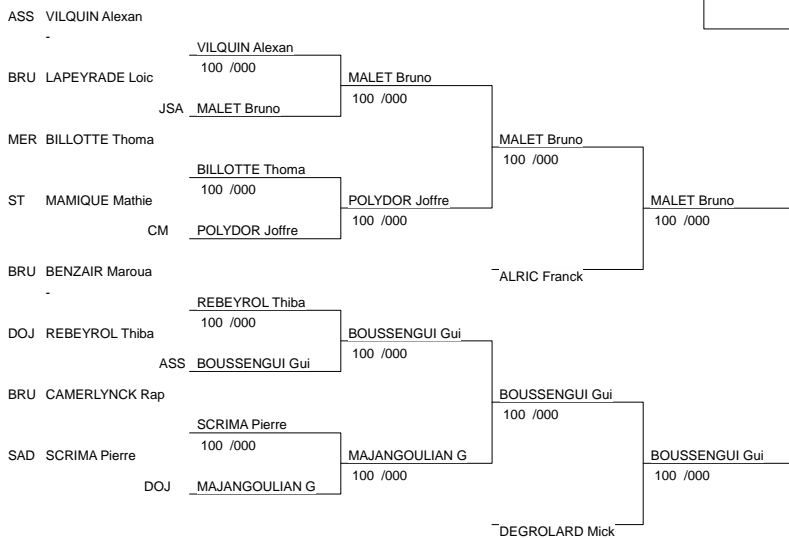 ASS VILQUIN Alexan
-
VILQUIN Alexan
100 /000
BRU LAPEYRADE Loic
MALET Bruno
100 /000
JSA MALET Bruno
MER BILLOTTE Thoma
MALET Bruno
100 /000
BILLOTTE Thoma
100 /000
ST MAMIQUE Mathie
POLYDOR Joffre
100 /000
MALET Bruno
100 /000
CM POLYDOR Joffre
BRU BENZAIR Maroua
-
ALRIC Franck
REBEYROL Thiba
100 /000
DOJ REBEYROL Thiba
BOUSSENGUI Gui
100 /000
ASS BOUSSENGUI Gui
BRU CAMERLYNCK Rap
BOUSSENGUI Gui
100 /000
SCRIMA Pierre
100 /000
SAD SCRIMA Pierre
MAJANGOULIAN G
100 /000
BOUSSENGUI Gui
100 /000
DOJ MAJANGOULIAN G
DEGROLARD Mick